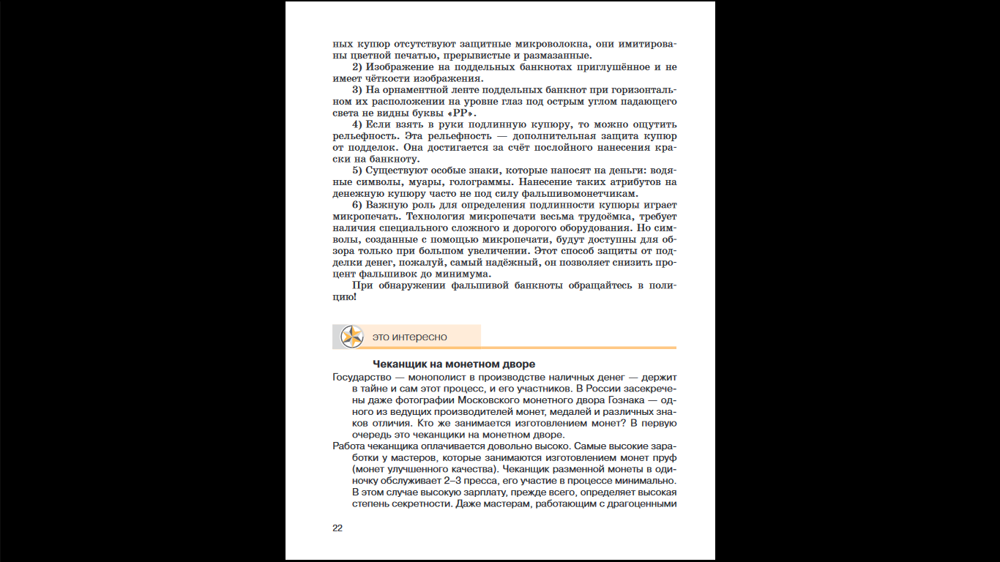 ных купюр отсутствуют защитные микроволокна, они имитирова-
ны цветной печатью, прерывистые и размазанные.
2) Изображение на поддельных банкнотах приглушённое и не
имеет чёткости изображения.
3) На орнаментной ленте поддельных банкнот при горизонталь-
ном их расположении на уровне глаз под острым углом падающего
света не видны буквы «РР».
4) Если взять в руки подлинную купюру, то можно ощутить
рельефность. Эта рельефность — дополнительная защита купюр
от подделок. Она достигается за счёт послойного нанесения кра-
ски на банкноту.
5) Существуют особые знаки, которые наносят на деньги: водя-
ные символы, муары, голограммы. Нанесение таких атрибутов на
денежную купюру часто не под силу фальшивомонетчикам.
6) Важную роль для определения подлинности купюры играет
микропечать. Технология микропечати весьма трудоёмка, требует
наличия специального сложного и дорогого оборудования. Но сим-
волы, созданные с помощью микропечати, будут доступны для об-
зора только при большом увеличении. Этот способ защиты от под-
делки денег, пожалуй, самый надёжный, он позволяет снизить про-
цент фальшивок до минимума.
При обнаружении фальшивой банкноты обращайтесь в поли-
цию!
это интересно
Чеканщик на монетном дворе
Государство — монополист в производстве наличных денег — держит
в тайне и сам этот процесс, и его участников. В России засекрече-
ны даже фотографии Московского монетного двора Гознака — од-
ного из ведущих производителей монет, медалей и различных зна-
ков отличия. Кто же занимается изготовлением монет? В первую
очередь это чеканщики на монетном дворе.
Работа чеканщика оплачивается довольно высоко. Самые высокие зара-
ботки у мастеров, которые занимаются изготовлением монет пруф
(монет улучшенного качества). Чеканщик разменной монеты в оди-
ночку обслуживает 2–3 пресса, его участие в процессе минимально.
В этом случае высокую зарплату, прежде всего, определяет высокая
степень секретности. Даже мастерам, работающим с драгоценными
22